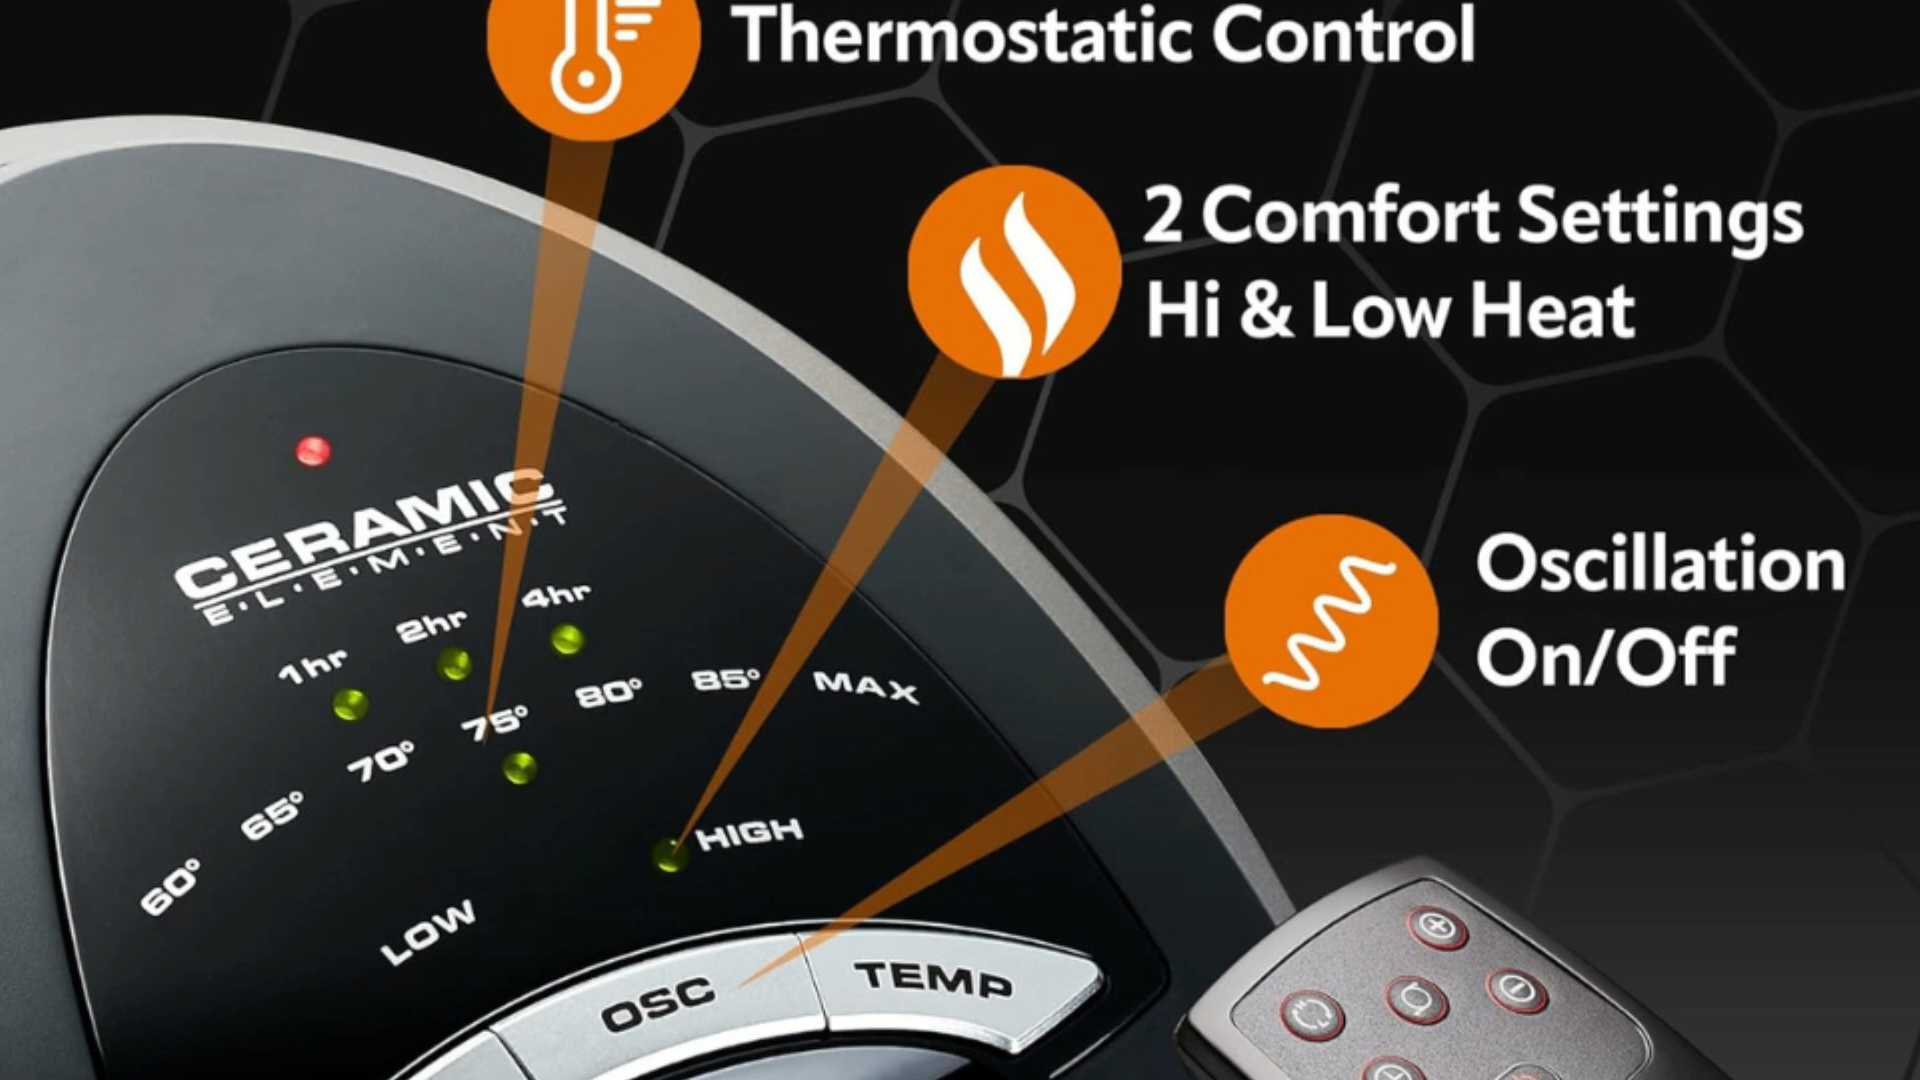 Thermostatic Control
2 Comfort Settings
Hi & Low Heat
Oscillation
On/Off
CERAMIC
E·L·E·M·E·N·T
1hr 2hr 4hr
60° 65° 70° 75° 80° 85° MAX
LOW HIGH
OSC TEMP